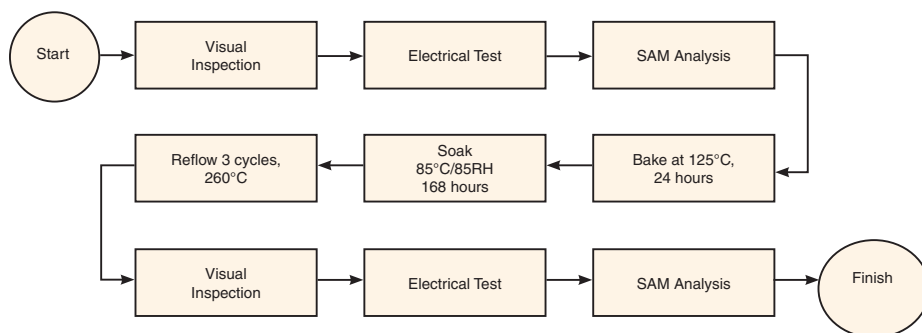 Start
Visual
Inspection
Electrical Test
SAM Analysis
Bake at 125°C,
24 hours
Soak
85°C/85RH
168 hours
Reflow 3 cycles,
260°C
Visual
Inspection
Electrical Test
SAM Analysis
Finish